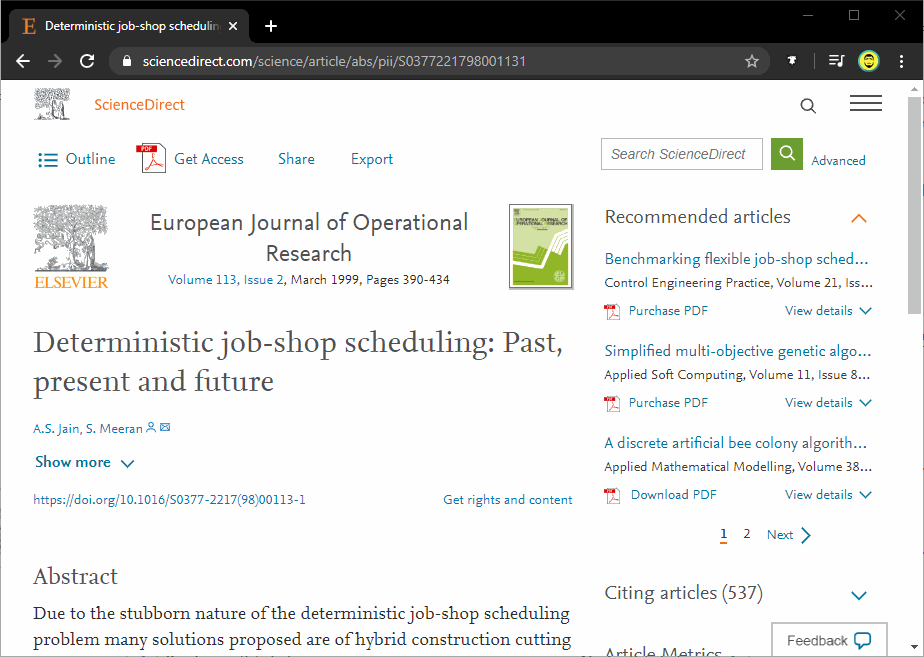 Deterministic job-shop schedulin
sciencedirect.com/science/article/abs/pii/S0377221798001131
ScienceDirect
Outline
PDF
Get Access
Share
Export
Search ScienceDirect
Advanced
ELSEVIER
European Journal of Operational
Research
Volume 113, Issue 2, March 1999, Pages 390-434
EUROPEAN JOURNAL OF
OPERATIONAL RESEARCH
Deterministic job-shop scheduling: Past,
present and future
A.S. Jain, S. Meeran
Show more
https://doi.org/10.1016/S0377-2217(98)00113-1
Get rights and content
Abstract
Due to the stubborn nature of the deterministic job-shop scheduling
problem many solutions proposed are of hybrid construction cutting
Recommended articles
Benchmarking flexible job-shop sched...
Control Engineering Practice, Volume 21, Iss...
Purchase PDF
View details
Simplified multi-objective genetic algo...
Applied Soft Computing, Volume 11, Issue 8...
Purchase PDF
View details
A discrete artificial bee colony algorith...
Applied Mathematical Modelling, Volume 38...
Download PDF
View details
1 2 Next
Citing articles (537)
Article Metrics
Feedback